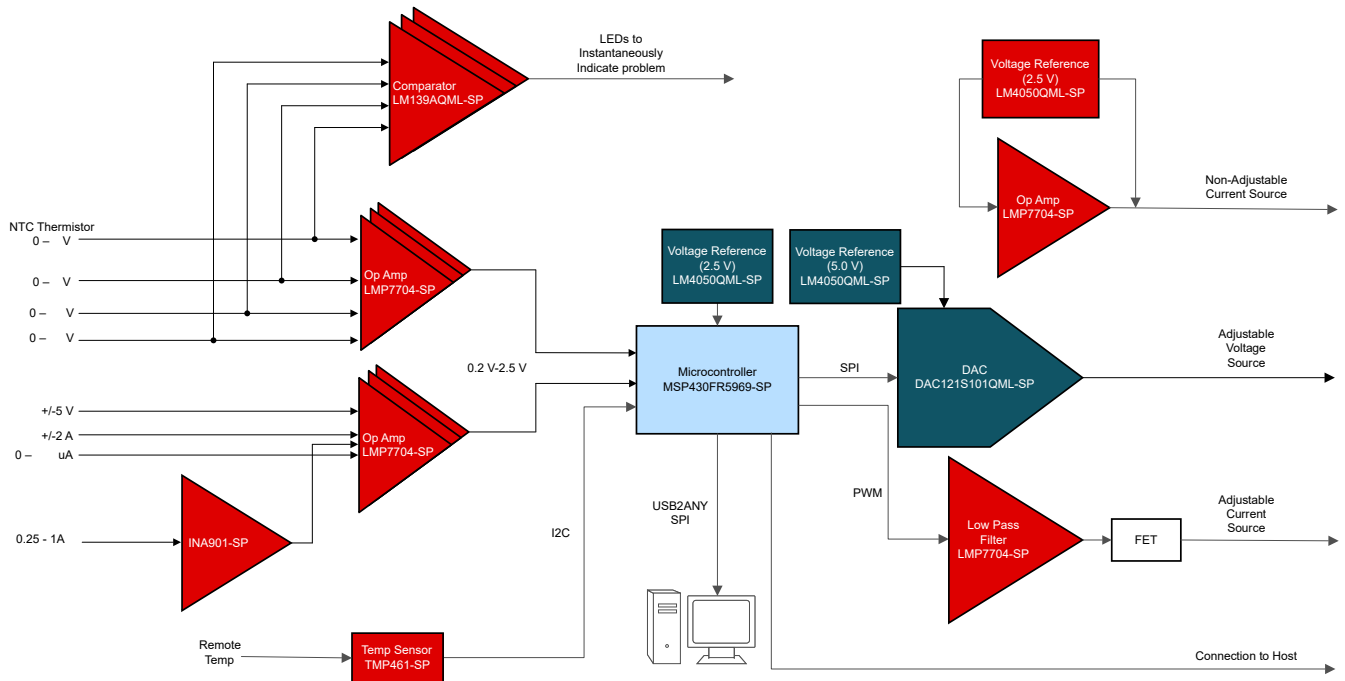 LEDs to
Instantaneously
Indicate problem
Comparator
LM139AQML-SP
Voltage Reference
(2.5 V)
LM4050QML-SP
Op Amp
LMP7704-SP
Non-Adjustable
Current Source
NTC Thermistor
0 – V
0 – V
0 – V
0 – V
Op Amp
LMP7704-SP
Voltage Reference
(2.5 V)
LM4050QML-SP
Voltage Reference
(5.0 V)
LM4050QML-SP
0.2 V-2.5 V
Microcontroller
MSP430FR5969-SP
SPI
DAC
DAC121S101QML-SP
Adjustable
Voltage
Source
+/-5 V
+/-2 A
0 – uA
Op Amp
LMP7704-SP
0.25 - 1A
INA901-SP
I2C
USB2ANY
SPI
PWM
Low Pass
Filter
LMP7704-SP
FET
Adjustable
Current
Source
Remote
Temp
Temp Sensor
TMP461-SP
Connection to Host